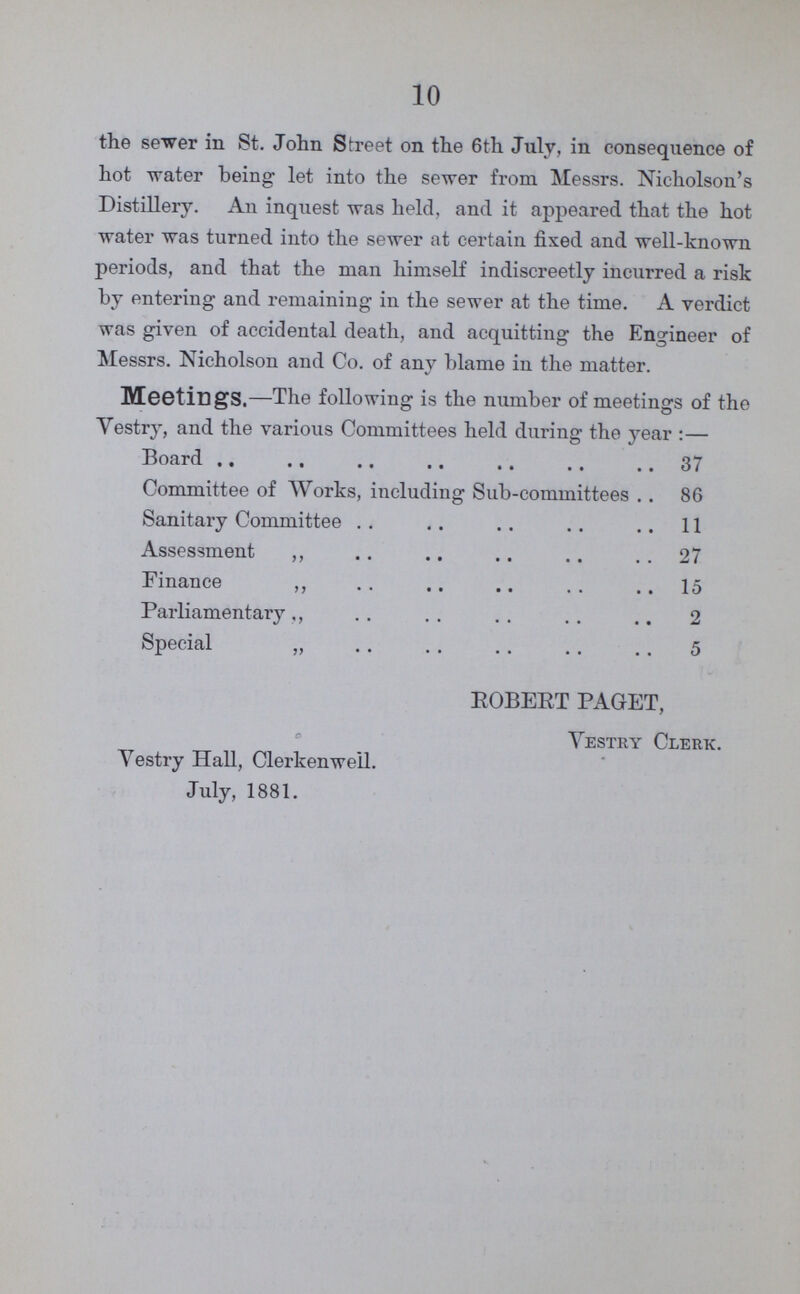 10
the sewer in St. John Street on the 6th July, in consequence of
hot water being let into the sewer from Messrs. Nicholson's
Distillery. An inquest was held, and it appeared that the hot
water was turned into the sewer at certain fixed and well-known
periods, and that the man himself indiscreetly incurred a risk
by entering and remaining in the sewer at the time. A verdict
was given of accidental death, and acquitting the Engineer of
Messrs. Nicholson and Co. of any blame in the matter.
Meetings.—The following is the number of meetings of the
Vestry, and the various Committees held during the year :—
Board .. .. .. .. .. .. .. 37
Committee of Works, including Sub-committees .. 86
Sanitary Committee .. .. .. .. .. 11
Assessment ,, .. .. .. .. .. 27
Finance ,, .. .. .. .. .. 15
Parliamentary ,, .. .. .. .. .. 2
Special ,, .. .. .. .. .. 5
ROBERT PAGET,
Vestry Clerk.
Vestry Hall, Clerkenwell.
July, 1881.